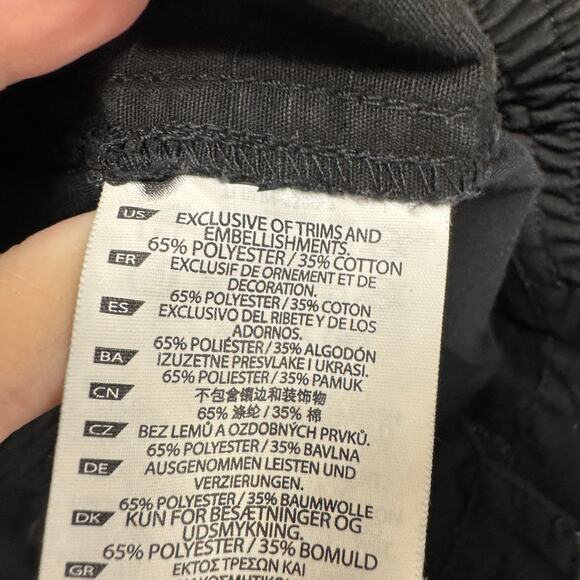 US EXCLUSIVE OF TRIMS AND
EMBELLISHMENTS.
65% POLYESTER / 35% COTTON
FR EXCLUSIF DE ORNEMENT ET DE
DECORATION.
65% POLYESTER / 35% COTON
ES EXCLUSIVO DEL RIBETE Y DE LOS
ADORNOS.
65% POLIÉSTER / 35% ALGODÓN
BA IZUZETNE PRESVLAKE I UKRASI.
65% POLIESTER / 35% PAMUK
CN 不包含镶边和装饰物
65% 涤纶 / 35% 棉
CZ BEZ LEMŮ A OZDOBNÝCH PRVKŮ.
65% POLYESTER / 35% BAVLNA
DE AUSGENOMMEN LEISTEN UND
VERZIERUNGEN.
65% POLYESTER / 35% BAUMWOLLE
DK KUN FOR BESÆTNINGER OG
UDSMYKNING.
65% POLYESTER / 35% BOMULD
GR ΕΚΤΟΣ ΤΡΕΣΩΝ ΚΑΙ